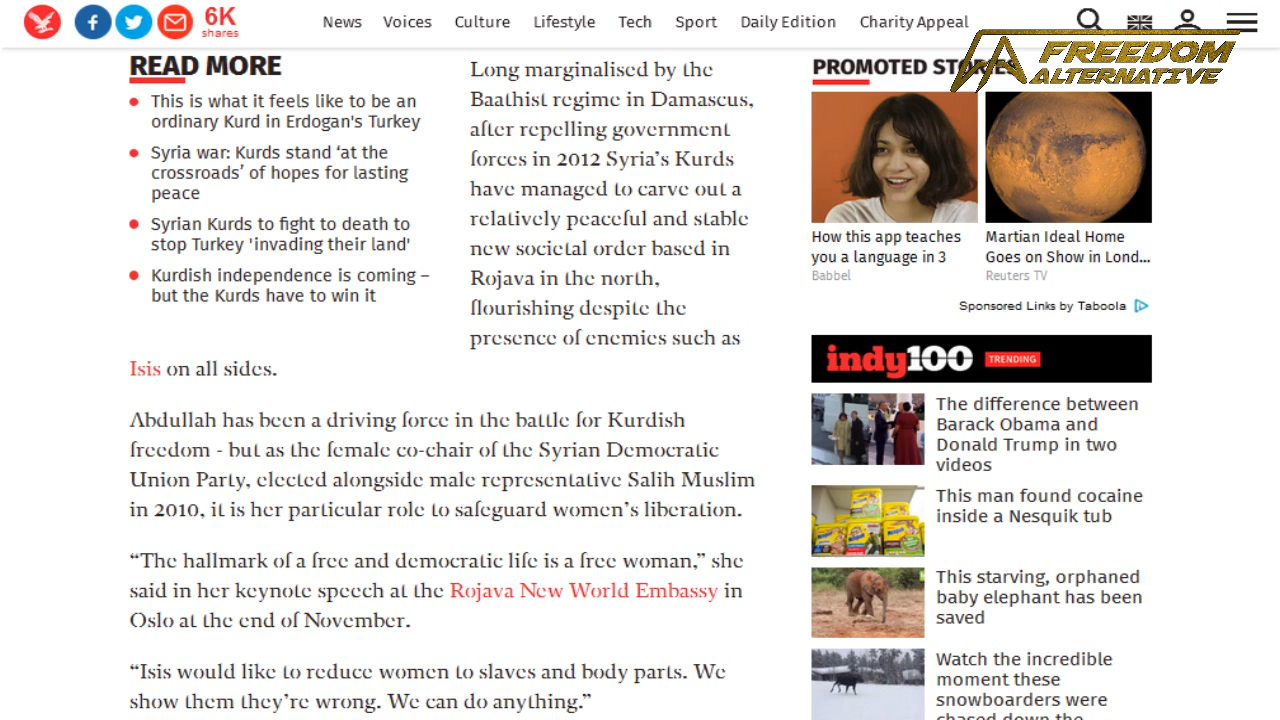 6K
shares
News Voices Culture Lifestyle Tech Sport Daily Edition Charity Appeal
FREEDOM
ALTERNATIVE
READ MORE
This is what it feels like to be an
ordinary Kurd in Erdogan's Turkey
Syria war: Kurds stand ‘at the
crossroads’ of hopes for lasting
peace
Syrian Kurds to fight to death to
stop Turkey 'invading their land'
Kurdish independence is coming –
but the Kurds have to win it
Long marginalised by the
Baathist regime in Damascus,
after repelling government
forces in 2012 Syria’s Kurds
have managed to carve out a
relatively peaceful and stable
new societal order based in
Rojava in the north,
flourishing despite the
presence of enemies such as
Isis on all sides.
Abdullah has been a driving force in the battle for Kurdish
freedom - but as the female co-chair of the Syrian Democratic
Union Party, elected alongside male representative Salih Muslim
in 2010, it is her particular role to safeguard women’s liberation.
“The hallmark of a free and democratic life is a free woman,” she
said in her keynote speech at the Rojava New World Embassy in
Oslo at the end of November.
“Isis would like to reduce women to slaves and body parts. We
show them they’re wrong. We can do anything.”
PROMOTED STORIES
How this app teaches
you a language in 3
Babbel
Martian Ideal Home
Goes on Show in Lond...
Reuters TV
Sponsored Links by Taboola
indy100 TRENDING
The difference between
Barack Obama and
Donald Trump in two
videos
This man found cocaine
inside a Nesquik tub
This starving, orphaned
baby elephant has been
saved
Watch the incredible
moment these
snowboarders were
chased down the